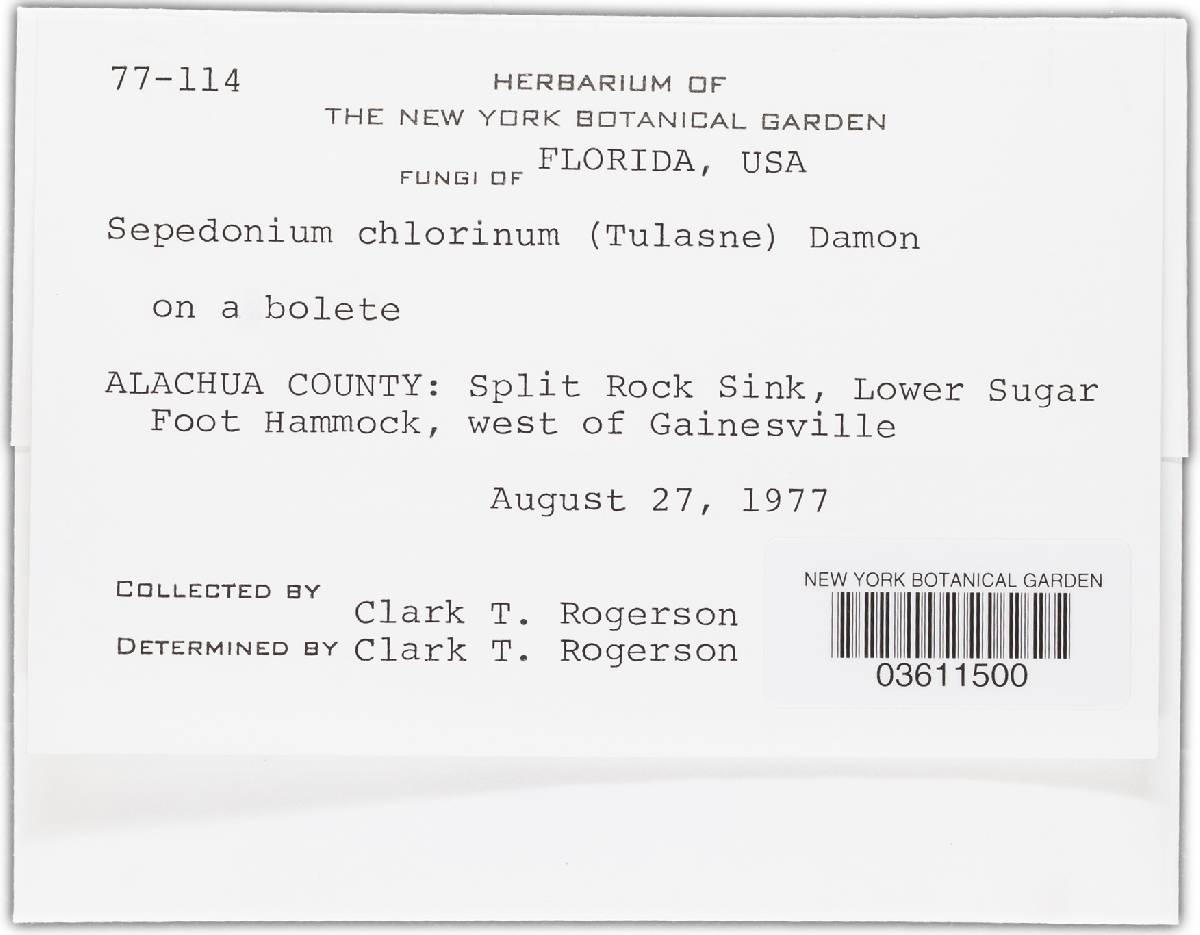 77-114
HERBARIUM OF
THE NEW YORK BOTANICAL GARDEN
FUNGI OF FLORIDA, USA
Sepedonium chlorinum (Tulasne) Damon
on a bolete
ALACHUA COUNTY: Split Rock Sink, Lower Sugar
Foot Hammock, west of Gainesville
August 27, 1977
COLLECTED BY Clark T. Rogerson
DETERMINED BY Clark T. Rogerson
NEW YORK BOTANICAL GARDEN
03611500